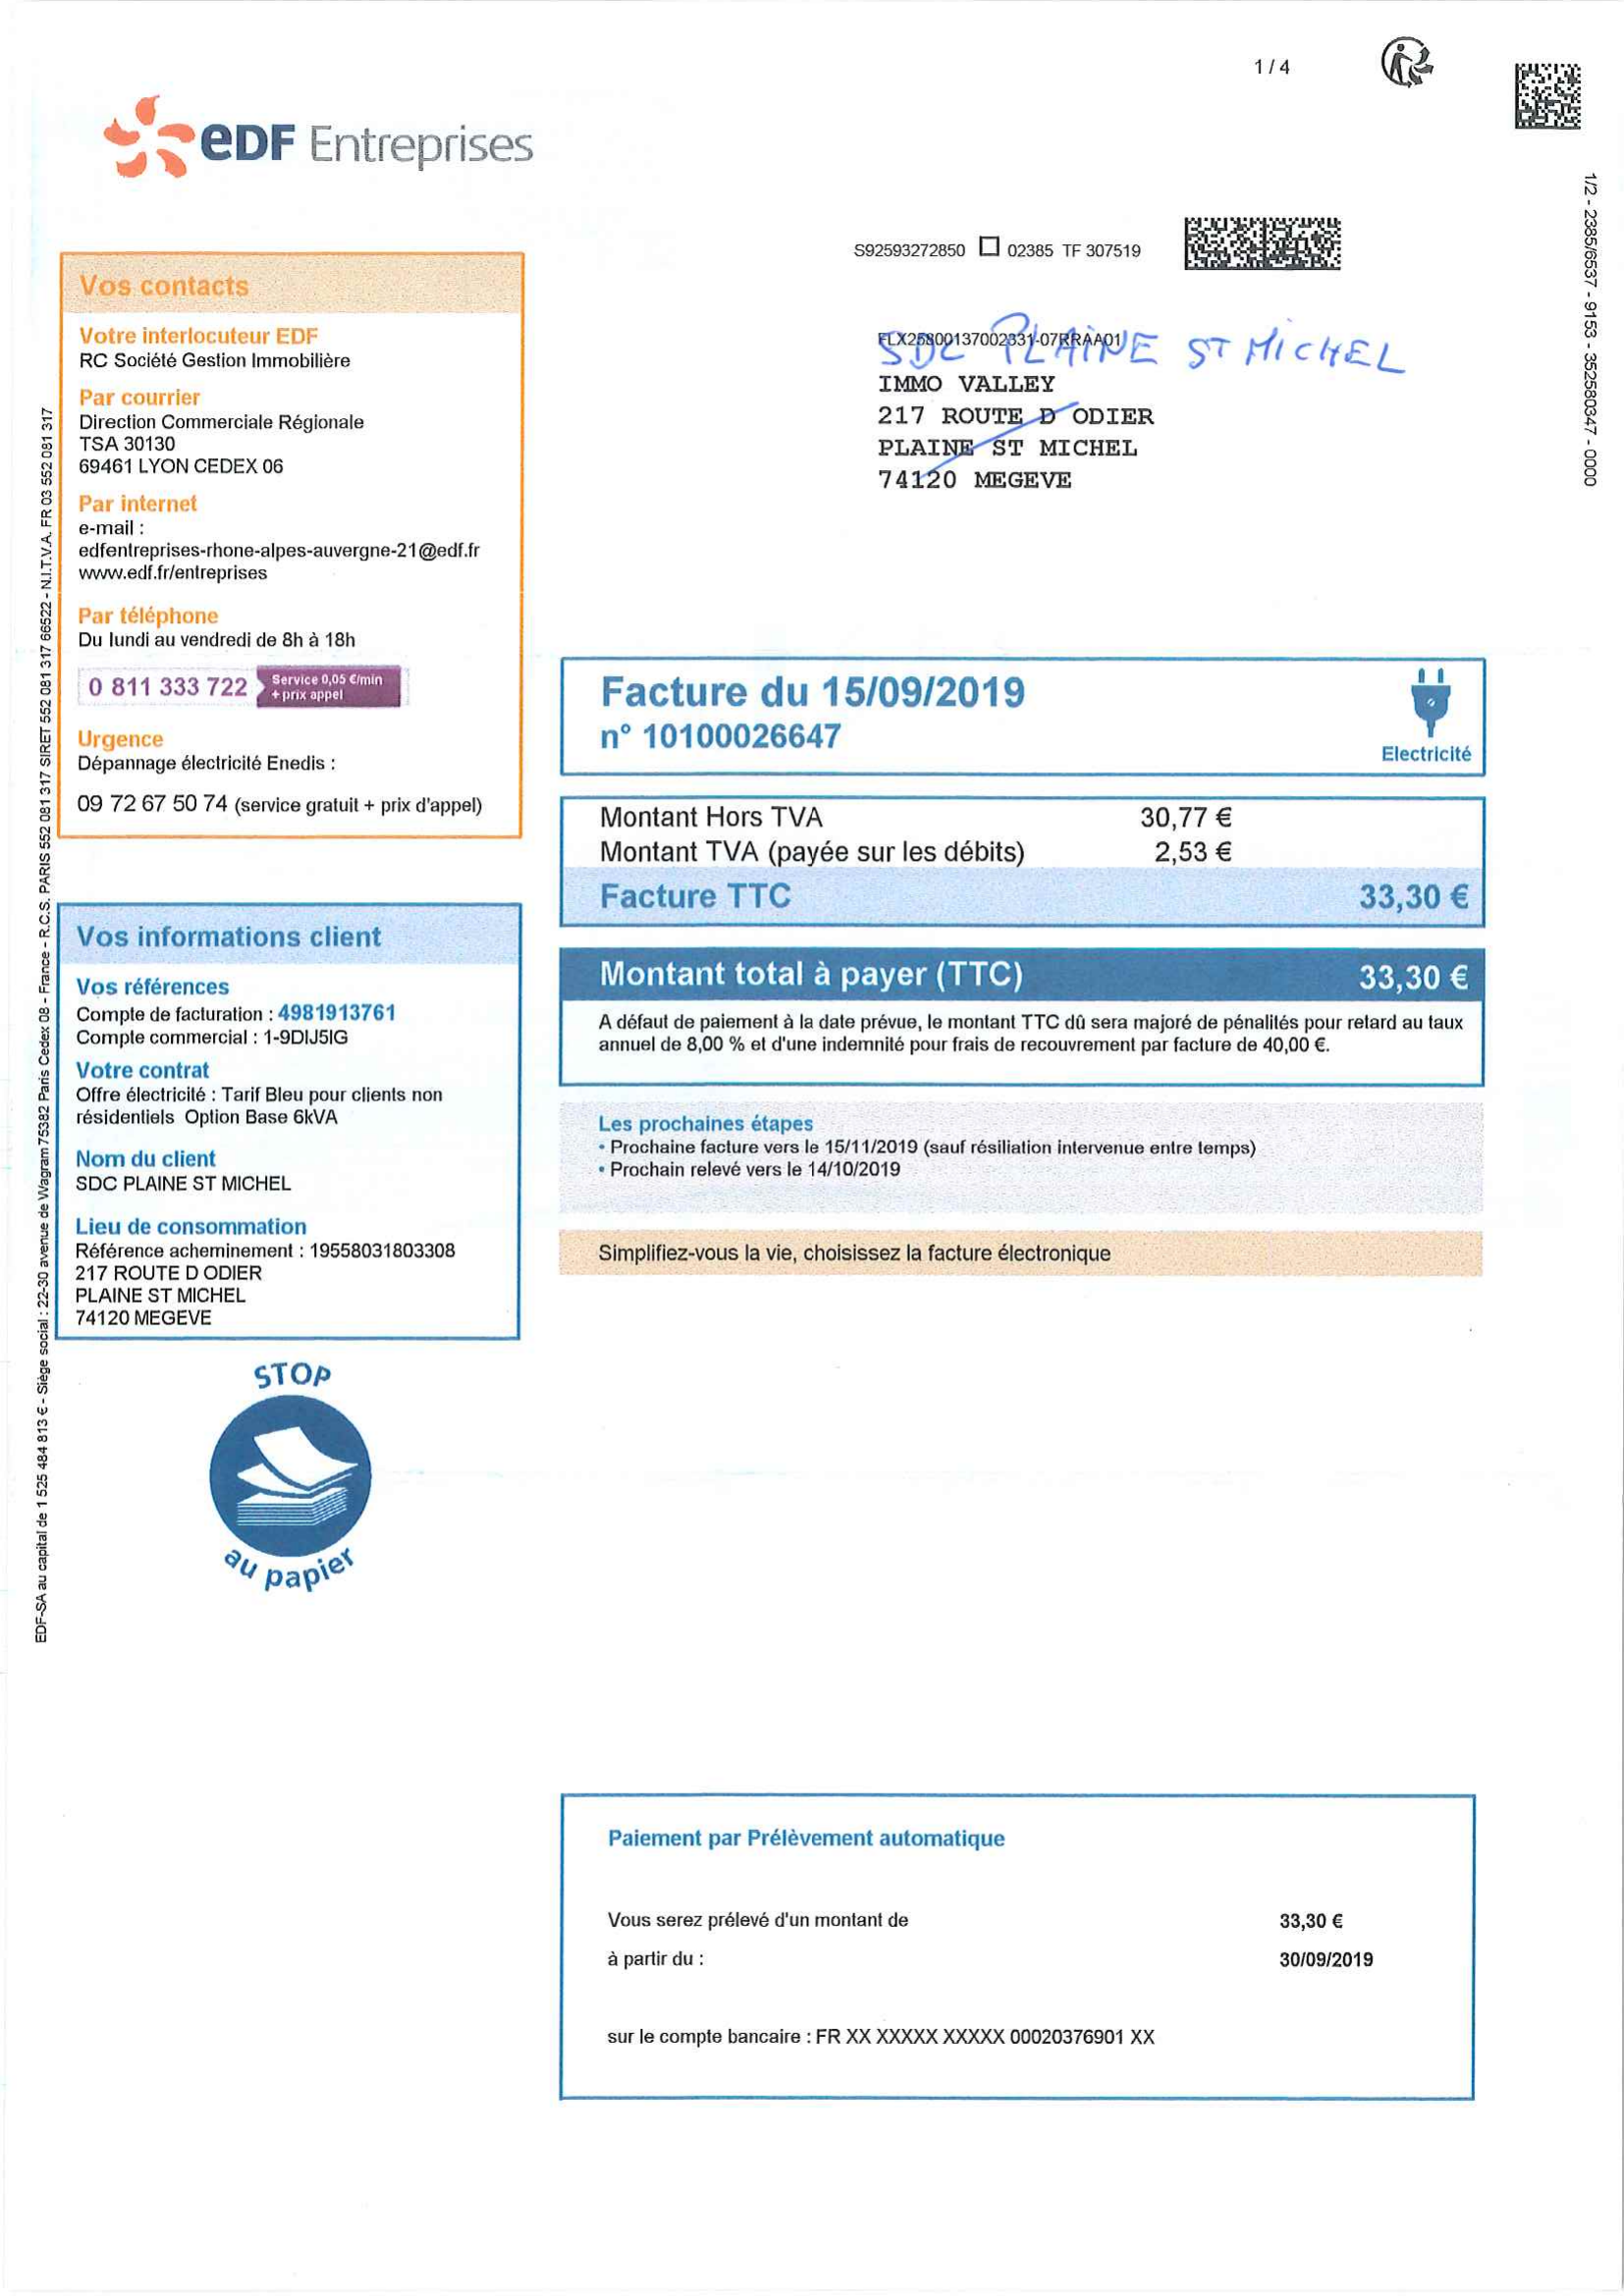 1 / 4
eDF Entreprises
S92593272850 02385 TF 307519
1/2 - 2385/6537 - 9153 - 352580347 - 0000
SDC PLAINE ST MICHEL
FLX25800137002331-07RRAA01
IMMO VALLEY
217 ROUTE D ODIER
PLAINE ST MICHEL
74120 MEGEVE
Vos contacts
Votre interlocuteur EDF
RC Société Gestion Immobilière
Par courrier
Direction Commerciale Régionale
TSA 30130
69461 LYON CEDEX 06
Par internet
e-mail :
edfentreprises-rhone-alpes-auvergne-21@edf.fr
www.edf.fr/entreprises
Par téléphone
Du lundi au vendredi de 8h à 18h
0 811 333 722 Service 0,05 €/min
+ prix appel
Urgence
Dépannage électricité Enedis :
09 72 67 50 74 (service gratuit + prix d'appel)
Facture du 15/09/2019
n° 10100026647
Electricité
Montant Hors TVA 30,77 €
Montant TVA (payée sur les débits) 2,53 €
Facture TTC 33,30 €
Montant total à payer (TTC) 33,30 €
A défaut de paiement à la date prévue, le montant TTC dû sera majoré de pénalités pour retard au taux
annuel de 8,00 % et d'une indemnité pour frais de recouvrement par facture de 40,00 €.
Les prochaines étapes
• Prochaine facture vers le 15/11/2019 (sauf résiliation intervenue entre temps)
• Prochain relevé vers le 14/10/2019
Simplifiez-vous la vie, choisissez la facture électronique
Vos informations client
Vos références
Compte de facturation : 4981913761
Compte commercial : 1-9DIJ5IG
Votre contrat
Offre électricité : Tarif Bleu pour clients non
résidentiels Option Base 6kVA
Nom du client
SDC PLAINE ST MICHEL
Lieu de consommation
Référence acheminement : 19558031803308
217 ROUTE D ODIER
PLAINE ST MICHEL
74120 MEGEVE
STOP
au papier
EDF-SA au capital de 1 525 484 813 € - Siège social : 22-30 avenue de Wagram 75382 Paris Cedex 08 - France - R.C.S. PARIS 552 081 317 SIRET 552 081 317 66522 - N.I.T.V.A. FR 03 552 081 317
Paiement par Prélèvement automatique
Vous serez prélevé d'un montant de 33,30 €
à partir du : 30/09/2019
sur le compte bancaire : FR XX XXXXX XXXXX 00020376901 XX